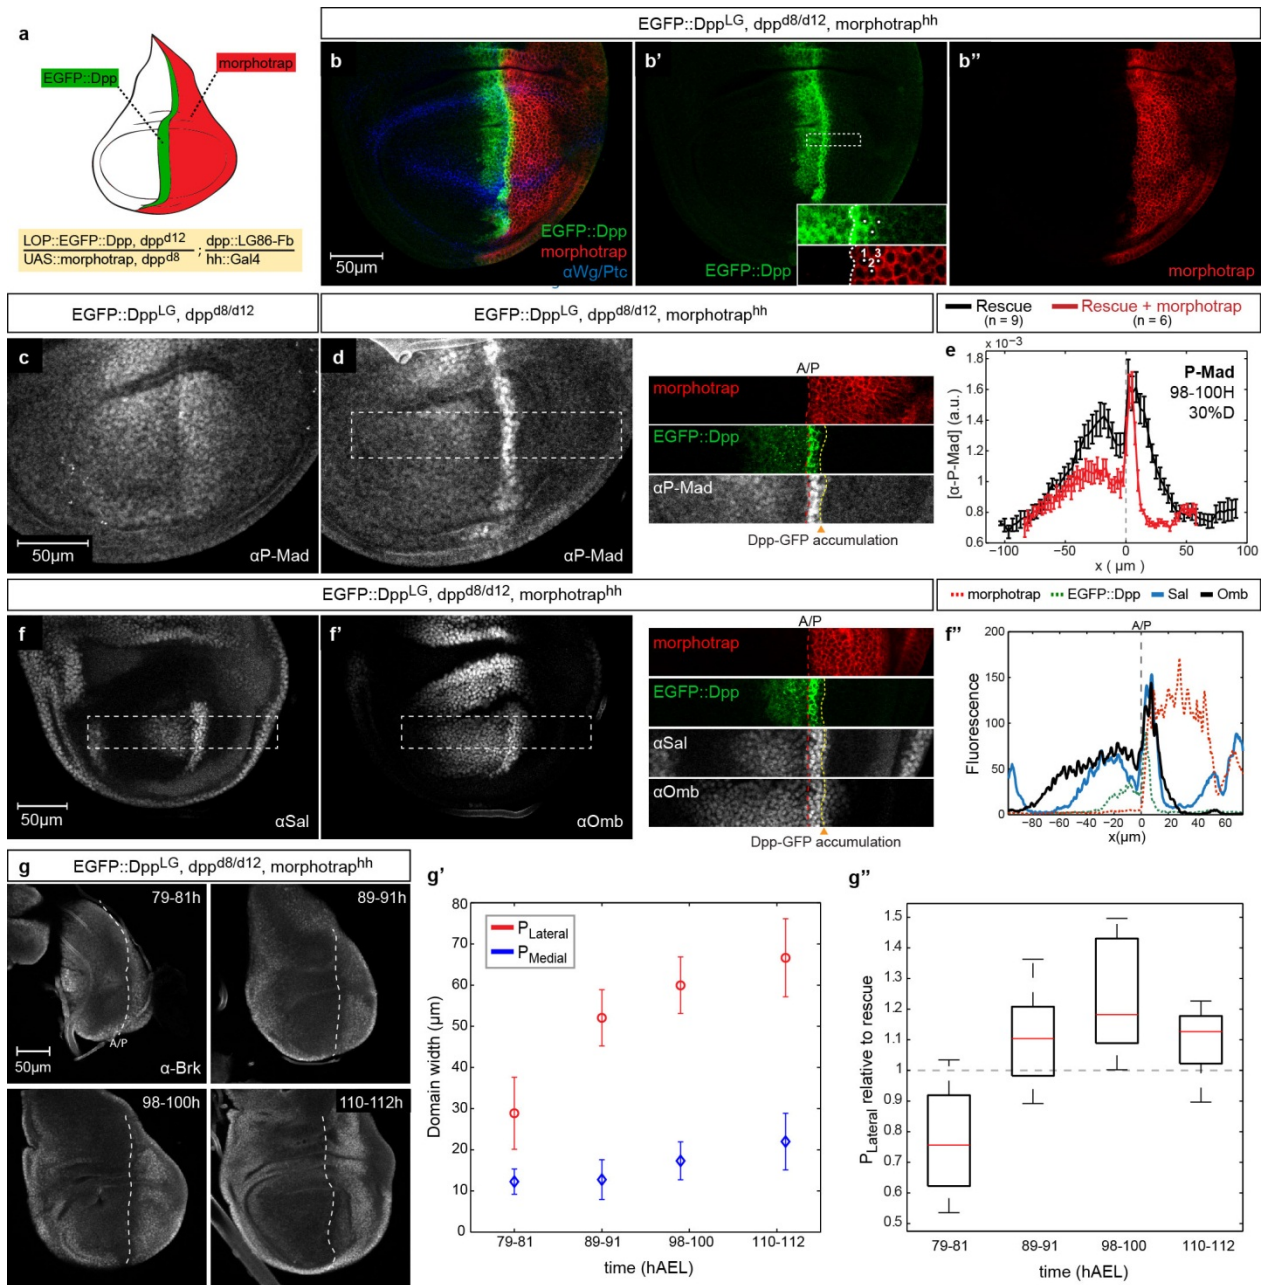 a
EGFP::Dpp
morphotrap
LOP::EGFP::Dpp, dpp^d12 ; dpp::LG86-Fb
UAS::morphotrap, dpp^d8 hh::Gal4
EGFP::Dpp^LG, dpp^d8/d12, morphotrap^hh
b
50µm
EGFP::Dpp
morphotrap
αWg/Ptc
b'
EGFP::Dpp
1 3
2
b"
morphotrap
EGFP::Dpp^LG, dpp^d8/d12
c
50µm
αP-Mad
EGFP::Dpp^LG, dpp^d8/d12, morphotrap^hh
d
αP-Mad
A/P
morphotrap
EGFP::Dpp
αP-Mad
Dpp-GFP accumulation
Rescue
(n = 9)
Rescue + morphotrap
(n = 6)
e
x 10^-3
P-Mad
98-100H
30%D
[α-P-Mad] (a.u.)
1.8
1.6
1.4
1.2
1
0.8
0.6
-100 -50 0 50 100
x ( µm)
EGFP::Dpp^LG, dpp^d8/d12, morphotrap^hh
f
50µm
αSal
f'
αOmb
A/P
morphotrap
EGFP::Dpp
αSal
αOmb
Dpp-GFP accumulation
morphotrap EGFP::Dpp Sal Omb
f"
A/P
Fluorescence
200
150
100
50
0
-80 -60 -40 -20 0 20 40 60
x(µm)
g
EGFP::Dpp^LG, dpp^d8/d12, morphotrap^hh
79-81h
A/P
50µm
α-Brk
89-91h
98-100h
110-112h
g'
P_Lateral
P_Medial
Domain width (µm)
80
70
60
50
40
30
20
10
0
79-81 89-91 98-100 110-112
time (hAEL)
g"
P_Lateral relative to rescue
1.5
1.4
1.3
1.2
1.1
1
0.9
0.8
0.7
0.6
0.5
79-81 89-91 98-100 110-112
time (hAEL)